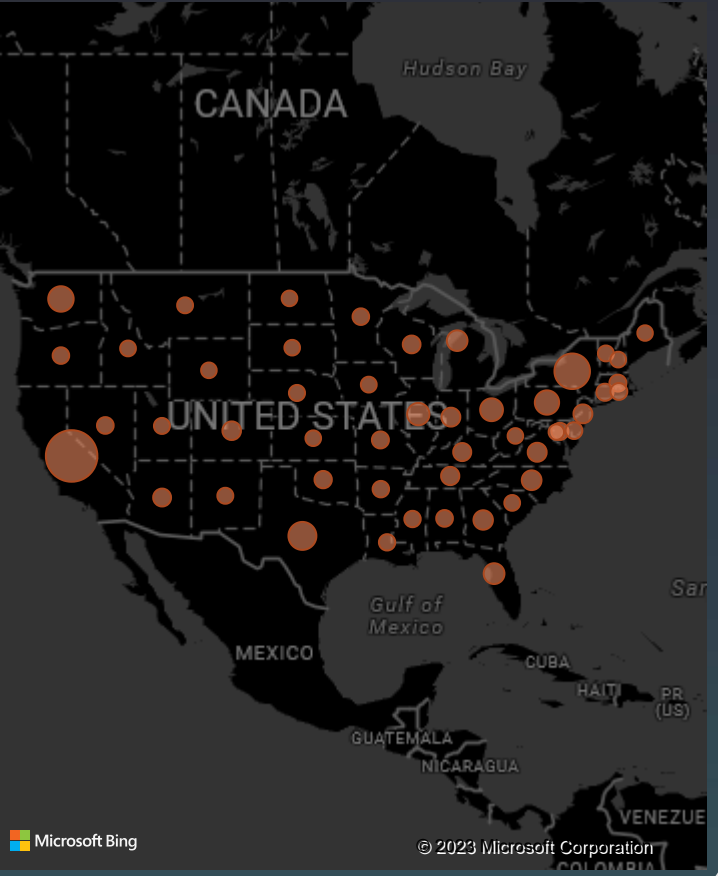 Hudson Bay
CANADA
UNITED STATES
Gulf of
Mexico
San
MEXICO
CUBA
HAITI
PR
(US)
GUATEMALA
NICARAGUA
VENEZUE
Microsoft Bing
© 2023 Microsoft Corporation
COLOMBIA